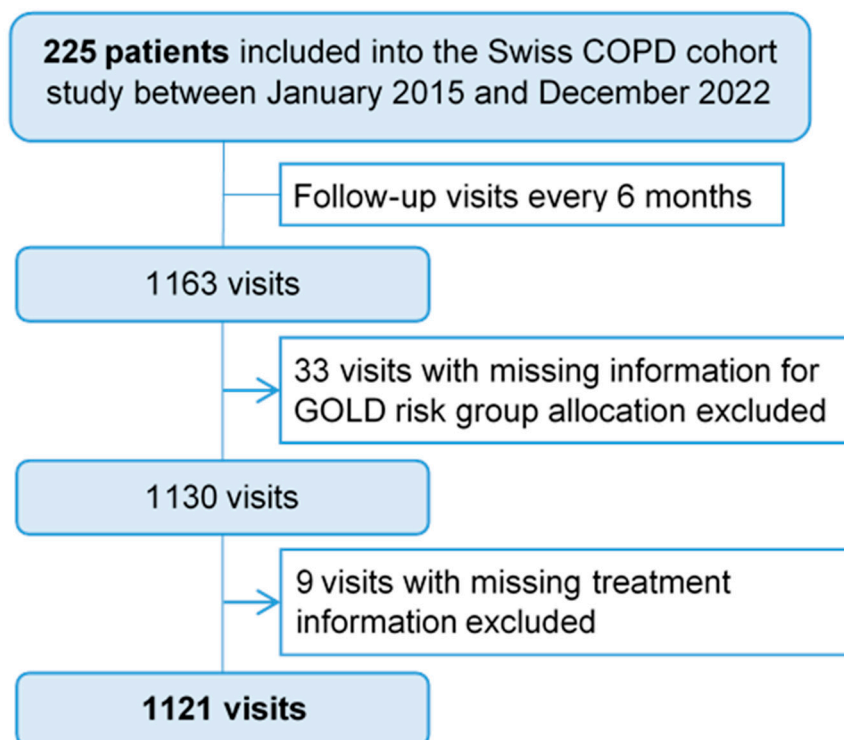 225 patients included into the Swiss COPD cohort
study between January 2015 and December 2022
Follow-up visits every 6 months
1163 visits
33 visits with missing information for
GOLD risk group allocation excluded
1130 visits
9 visits with missing treatment
information excluded
1121 visits